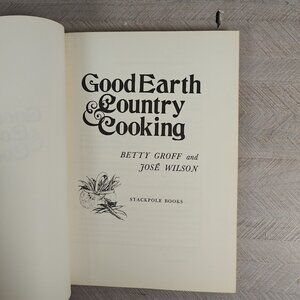 Good Earth
& Country
Cooking
BETTY GROFF and
JOSÉ WILSON
STACKPOLE BOOKS